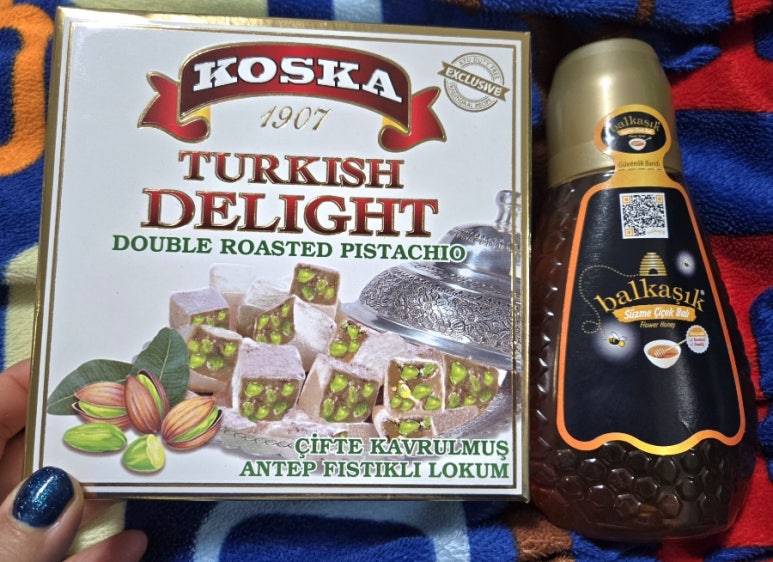 KOSKA
1907
TURKISH
DELIGHT
DOUBLE ROASTED PISTACHIO
ÇİFTE KAVRULMUŞ
ANTEP FISTIKLI LOKUM
EXCLUSIVE
balkaşık
Güvenlik Bandı
balkaşık
Süzme Çiçek Balı
Flower Honey